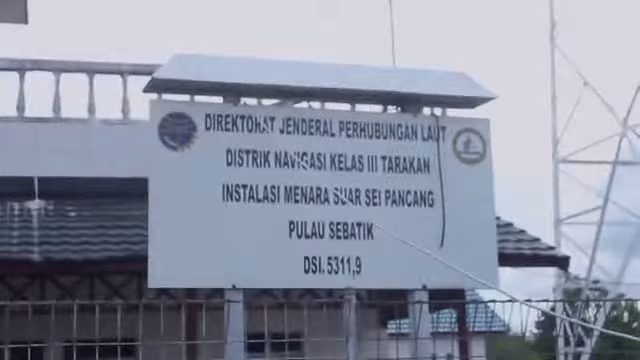 DIREKTORAT JENDERAL PERHUBUNGAN LAUT
DISTRIK NAVIGASI KELAS III TARAKAN
INSTALASI MENARA SUAR SEI PANCANG
PULAU SEBATIK
DSI. 5311,9